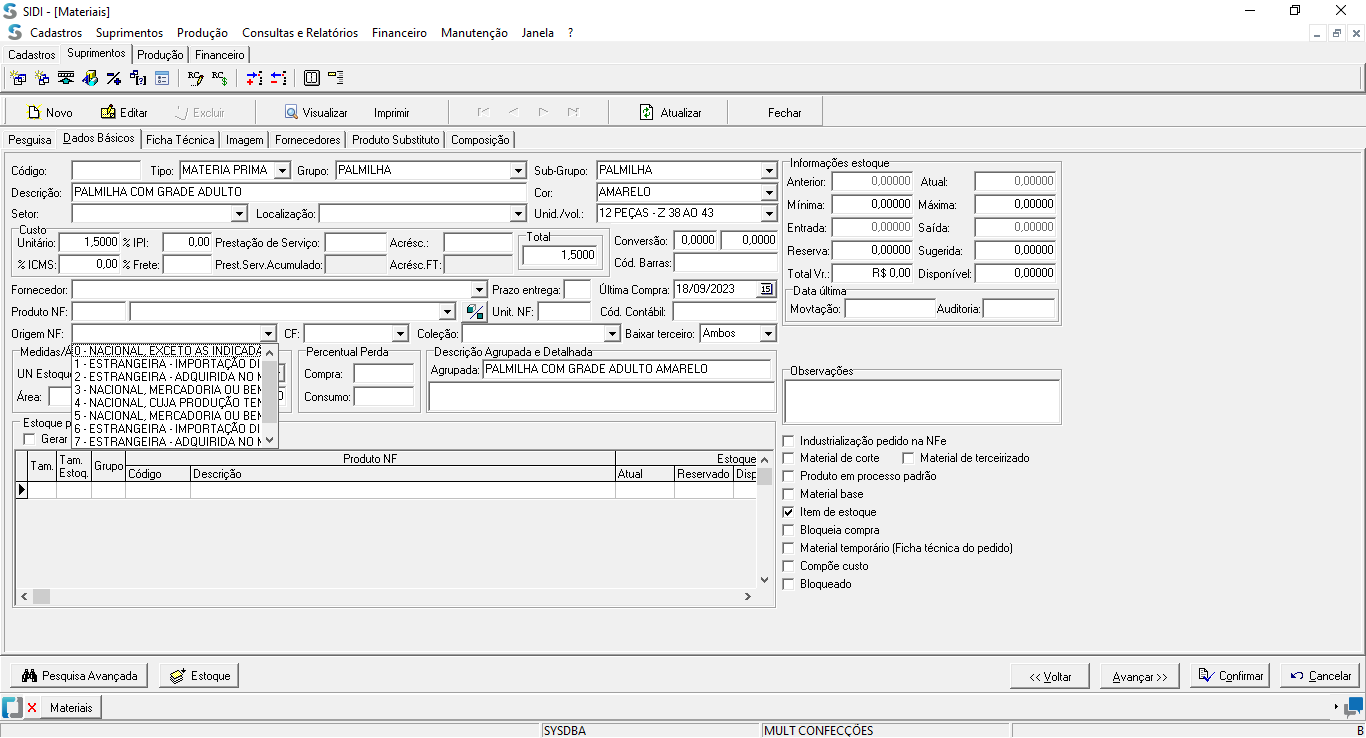 SIDI - [Materiais]
Cadastros Suprimentos Produção Consultas e Relatórios Financeiro Manutenção Janela ?
Cadastros Suprimentos Produção Financeiro
Novo Editar Excluir Visualizar Imprimir Atualizar Fechar
Pesquisa Dados Básicos Ficha Técnica Imagem Fornecedores Produto Substituto Composição
Código: Tipo: MATERIA PRIMA Grupo: PALMILHA Sub-Grupo: PALMILHA
Descrição: PALMILHA COM GRADE ADULTO Cor: AMARELO
Setor: Localização: Unid./vol.: 12 PEÇAS - Z 38 AO 43
Custo
Unitário: 1,5000 % IPI: 0,00 Prestação de Serviço: Acrésc.: Total 1,5000 Conversão: 0,0000 0,0000
% ICMS: 0,00 % Frete: Prest.Serv.Acumulado: Acrésc.FT: Cód. Barras:
Fornecedor: Prazo entrega: Última Compra: 18/09/2023 15
Produto NF: Unit. NF: Cód. Contábil:
Origem NF: CF: Coleção: Baixar terceiro: Ambos
0 - NACIONAL, EXCETO AS INDICADA
1 - ESTRANGEIRA - IMPORTAÇÃO DI
2 - ESTRANGEIRA - ADQUIRIDA NO M
3 - NACIONAL, MERCADORIA OU BEN
4 - NACIONAL, CUJA PRODUÇÃO TEN
5 - NACIONAL, MERCADORIA OU BEN
6 - ESTRANGEIRA - IMPORTAÇÃO DI
7 - ESTRANGEIRA - ADQUIRIDA NO M
Medidas/Á
UN Estoque
Área: 0
Percentual Perda
Compra:
Consumo:
Descrição Agrupada e Detalhada
Agrupada: PALMILHA COM GRADE ADULTO AMARELO
Estoque p
Gerar
Tam. Tam. Estoq. Grupo Produto NF Estoque
Código Descrição Atual Reservado Disp
Informações estoque
Anterior: 0,00000 Atual: 0,00000
Mínima: 0,00000 Máxima: 0,00000
Entrada: 0,00000 Saída: 0,00000
Reserva: 0,00000 Sugerida: 0,00000
Total Vr.: R$ 0,00 Disponível: 0,00000
Data última
Movtação: Auditoria:
Observações
Industrialização pedido na NFe
Material de corte Material de terceirizado
Produto em processo padrão
Material base
Item de estoque
Bloqueia compra
Material temporário (Ficha técnica do pedido)
Compõe custo
Bloqueado
Pesquisa Avançada Estoque << Voltar Avançar >> Confirmar Cancelar
Materiais
SYSDBA MULT CONFECÇÕES B